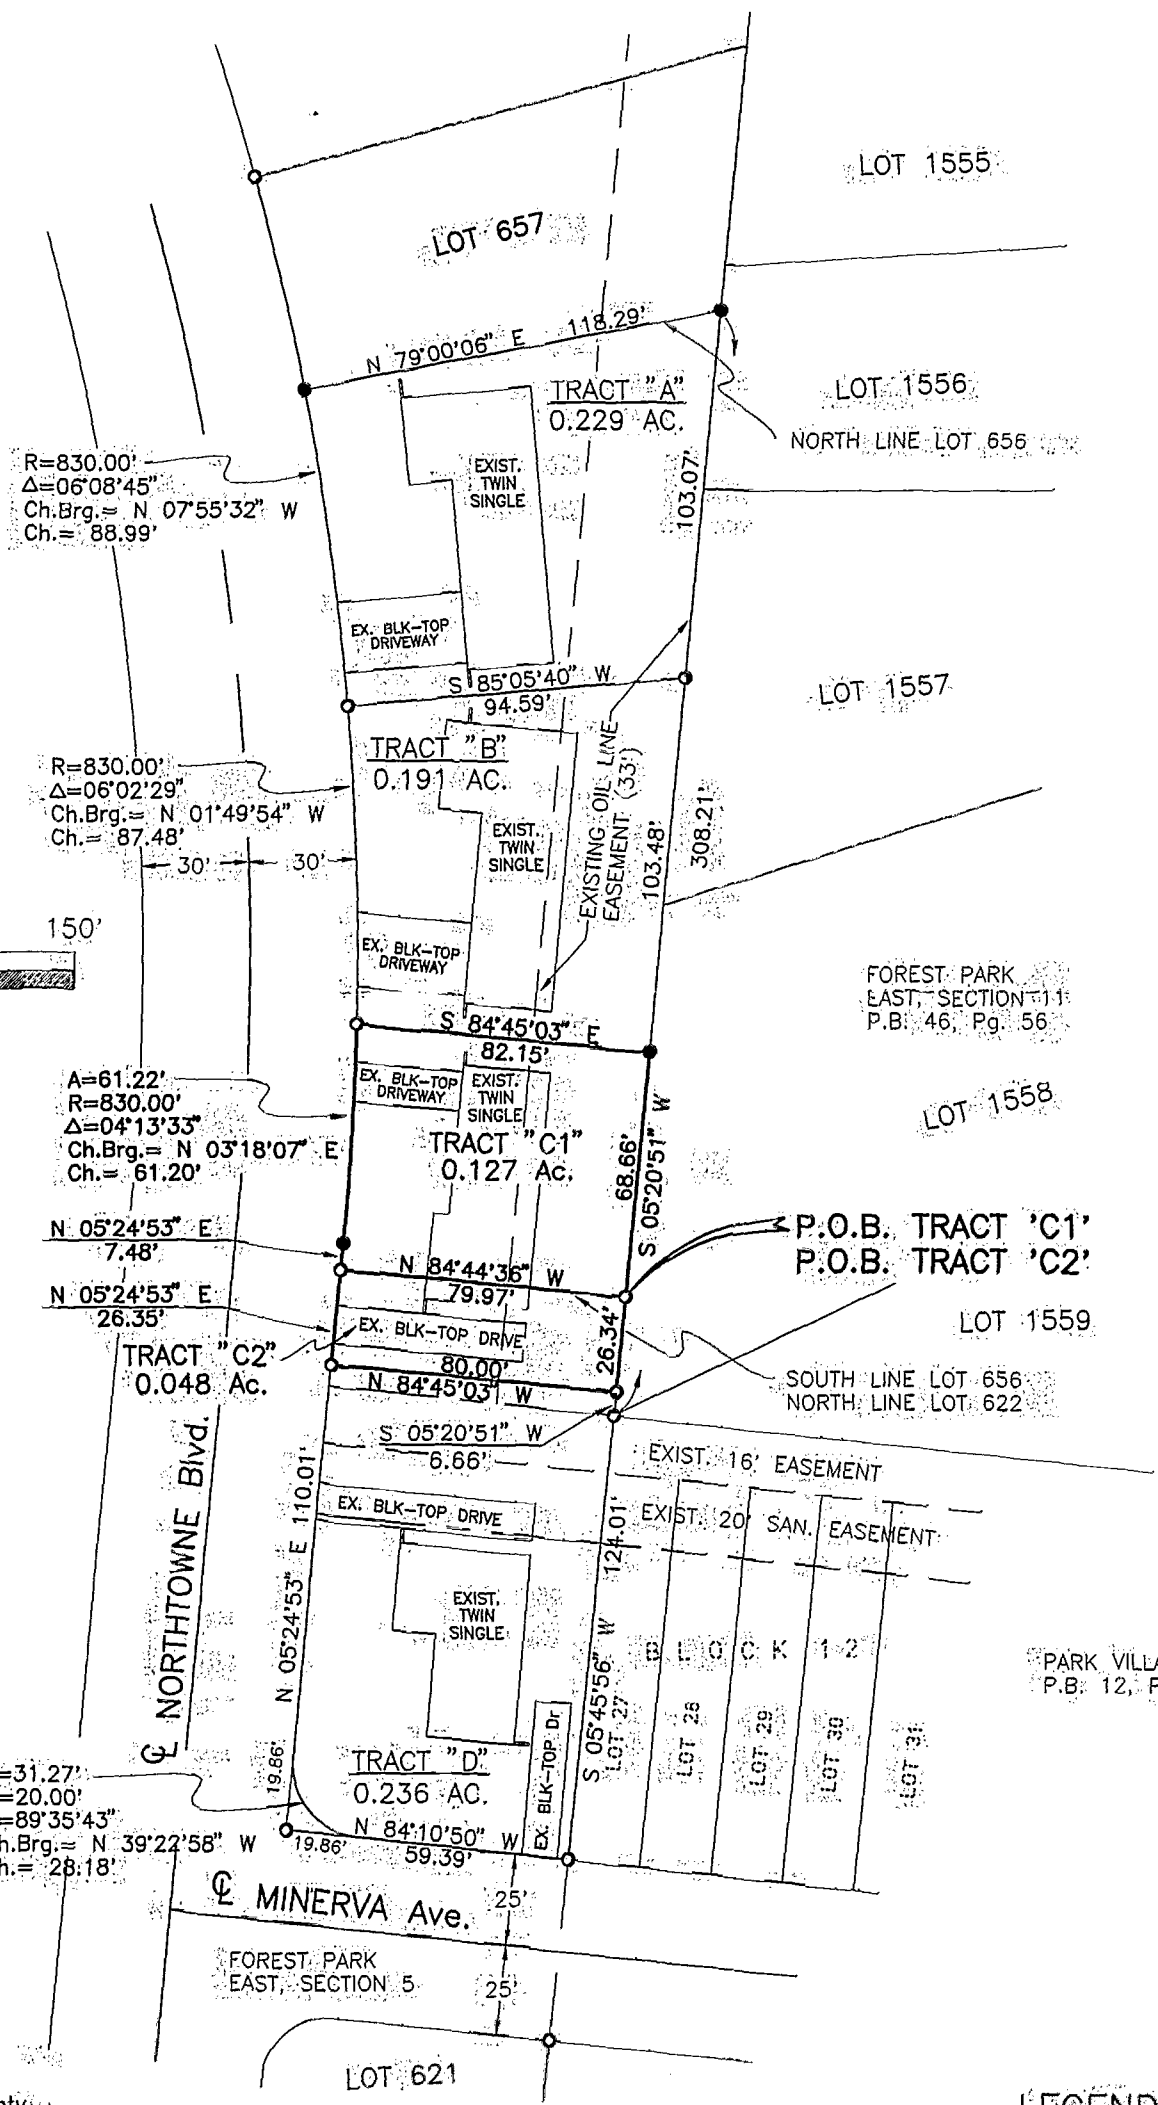 LOT 1555
LOT 657
N 79°00'06" E 118.29'
TRACT "A"
0.229 AC.
LOT 1556
NORTH LINE LOT 656
R=830.00'
Δ=06°08'45"
Ch.Brg.= N 07°55'32" W
Ch.= 88.99'
EXIST.
TWIN
SINGLE
103.07'
EX. BLK-TOP
DRIVEWAY
S 85°05'40" W
94.59'
LOT 1557
TRACT "B"
0.191 AC.
R=830.00'
Δ=06°02'29"
Ch.Brg.= N 01°49'54" W
Ch.= 87.48'
30'
30'
EXIST.
TWIN
SINGLE
EXISTING OIL LINE
EASEMENT (33')
103.48'
308.21'
150'
EX. BLK-TOP
DRIVEWAY
FOREST PARK
EAST, SECTION 11
P.B. 46, Pg. 56
S 84°45'03" E
82.15'
A=61.22'
R=830.00'
Δ=04°13'33"
Ch.Brg.= N 03°18'07" E
Ch.= 61.20'
EX. BLK-TOP
DRIVEWAY
EXIST.
TWIN
SINGLE
TRACT "C1"
0.127 Ac.
68.66'
S 05°20'51" W
LOT 1558
N 05°24'53" E
7.48'
N 84°44'36" W
79.97'
P.O.B. TRACT 'C1'
P.O.B. TRACT 'C2'
N 05°24'53" E
26.35'
EX. BLK-TOP DRIVE
26.34'
LOT 1559
TRACT "C2"
0.048 Ac.
80.00'
N 84°45'03" W
SOUTH LINE LOT 656
NORTH LINE LOT 622
S 05°20'51" W
6.66'
EXIST. 16' EASEMENT
EX. BLK-TOP DRIVE
EXIST. 20' SAN. EASEMENT
N 05°24'53" E 110.01'
124.01'
S 05°45'56" W
EXIST.
TWIN
SINGLE
BLOCK 12
LOT 27
LOT 28
LOT 29
LOT 30
LOT 31
PARK VILLA
P.B. 12, P
℄ NORTHTOWNE Blvd.
19.86'
TRACT "D"
0.236 AC.
EX. BLK-TOP Dr
=31.27'
=20.00'
=89°35'43"
h.Brg.= N 39°22'58" W
h.= 28.18'
19.86'
N 84°10'50" W
59.39'
℄ MINERVA Ave.
25'
25'
FOREST PARK
EAST, SECTION 5
LOT 621
nty
LEGEND